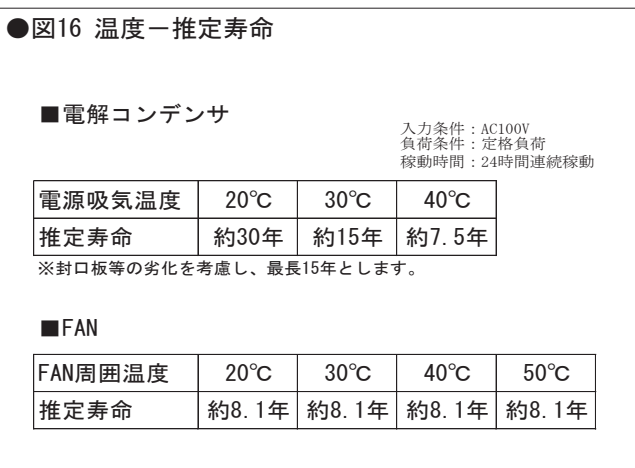 ●図16 温度－推定寿命
■電解コンデンサ
入力条件：AC100V
負荷条件：定格負荷
稼動時間：24時間連続稼動
電源吸気温度 20℃ 30℃ 40℃
推定寿命 約30年 約15年 約7.5年
※封口板等の劣化を考慮し、最長15年とします。
■FAN
FAN周囲温度 20℃ 30℃ 40℃ 50℃
推定寿命 約8.1年 約8.1年 約8.1年 約8.1年